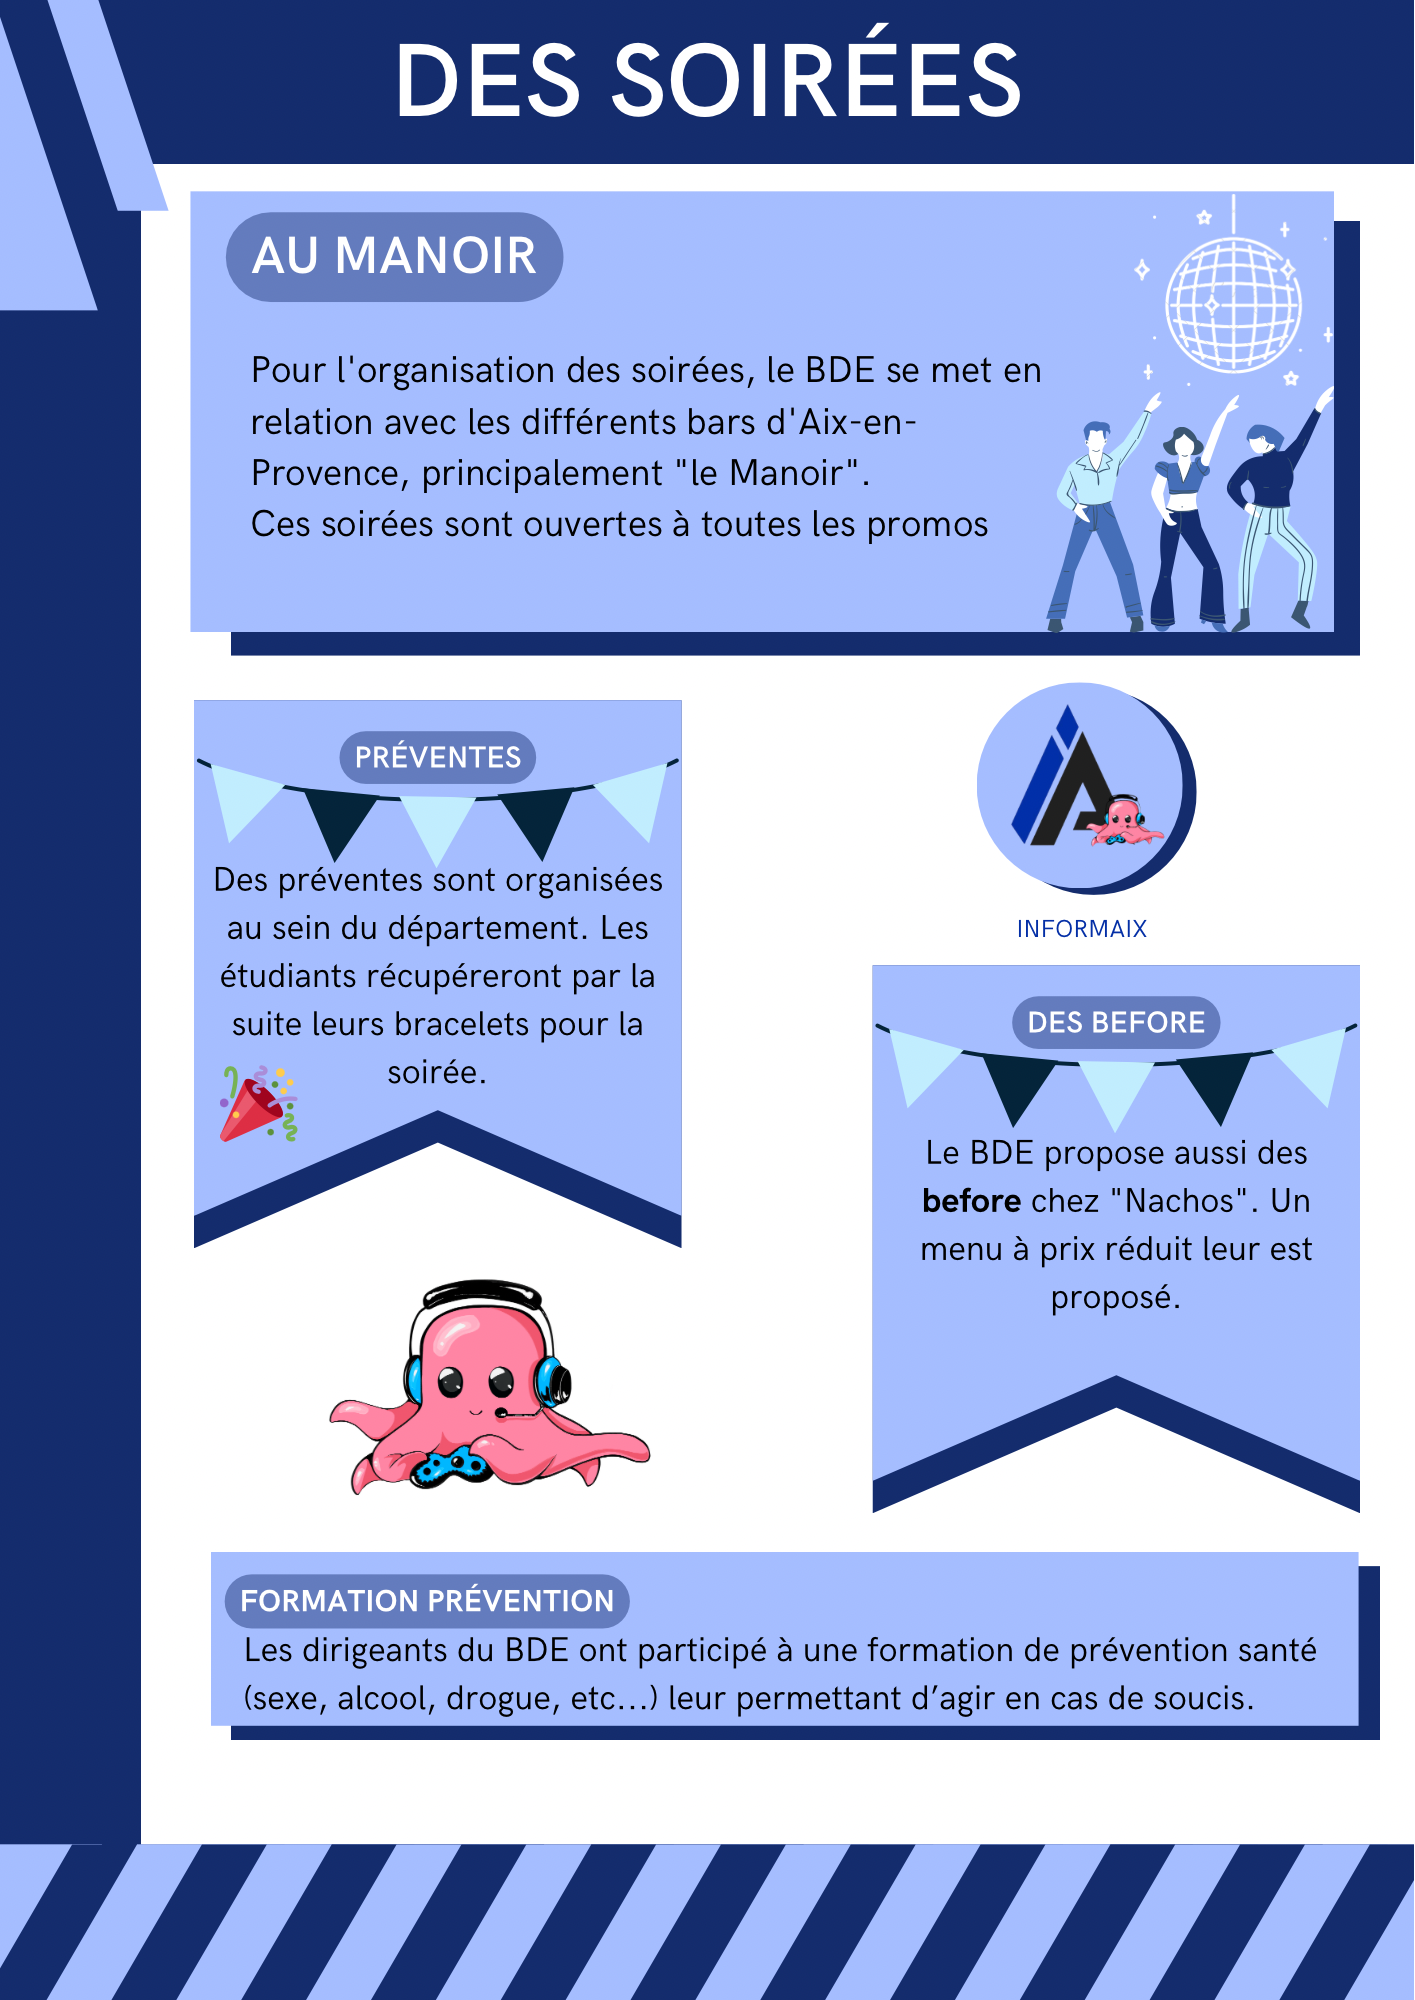 DES SOIRÉES
AU MANOIR
Pour l'organisation des soirées, le BDE se met en
relation avec les différents bars d'Aix-en-
Provence, principalement "le Manoir".
Ces soirées sont ouvertes à toutes les promos
PRÉVENTES
Des préventes sont organisées
au sein du département. Les
étudiants récupéreront par la
suite leurs bracelets pour la
soirée.
INFORMAIX
DES BEFORE
Le BDE propose aussi des
before chez "Nachos". Un
menu à prix réduit leur est
proposé.
FORMATION PRÉVENTION
Les dirigeants du BDE ont participé à une formation de prévention santé
(sexe, alcool, drogue, etc...) leur permettant d’agir en cas de soucis.